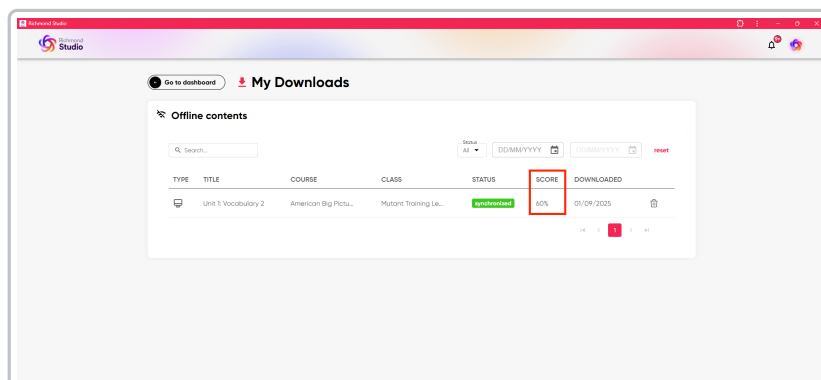 Richmond Studio
Richmond
Studio
9+
Go to dashboard
My Downloads
Offline contents
Search...
Status
All
DD/MM/YYYY
DD/MM/YYYY
reset
TYPE TITLE COURSE CLASS STATUS SCORE DOWNLOADED
Unit 1: Vocabulary 2 American Big Pictu... Mutant Training Le... synchronized 60% 01/09/2025
1